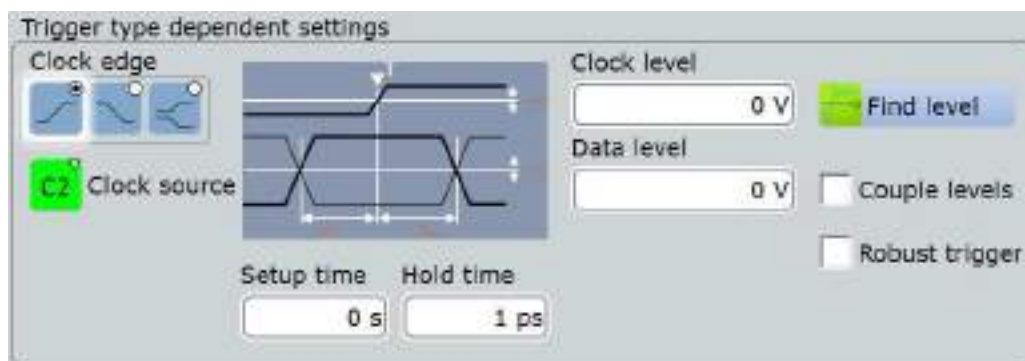 Trigger type dependent settings
Clock edge
Clock level
0 V
Find level
Data level
C2 Clock source
0 V
Couple levels
Robust trigger
Setup time Hold time
0 s 1 ps